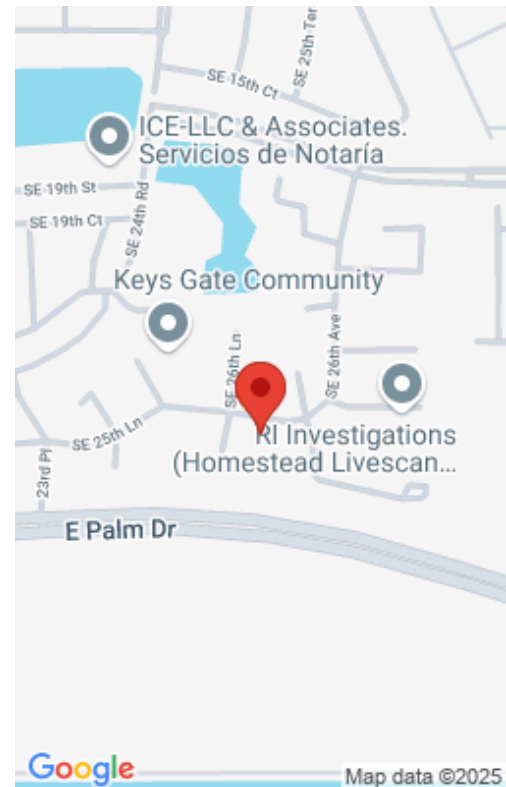 SE 25th Ter
SE 15th Ct
ICE-LLC & Associates.
Servicios de Notaría
SE 19th St
SE 19th Ct
SE 24th Rd
Keys Gate Community
SE 26th Ln
SE 26th Ave
RI Investigations
(Homestead Livescan...
SE 25th Ln
23rd Pl
E Palm Dr
Google
Map data ©2025